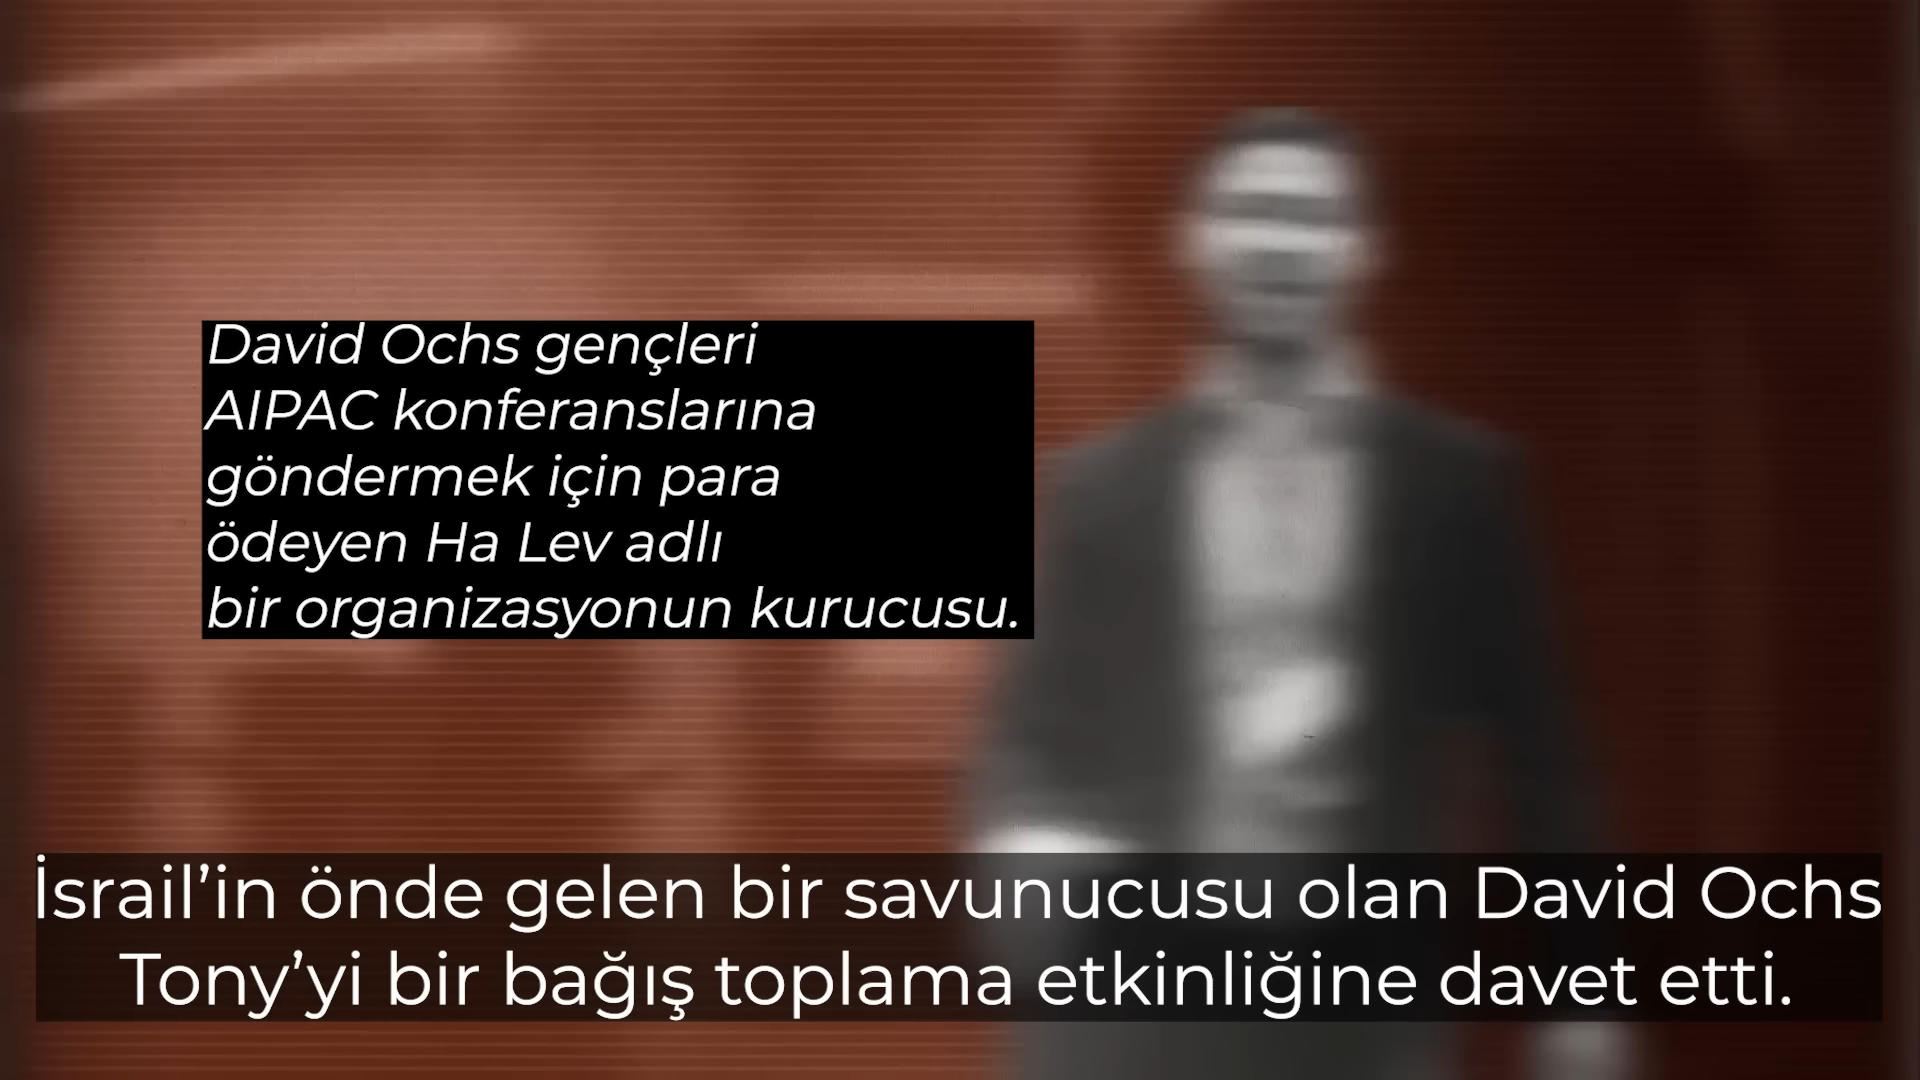 David Ochs gençleri
AIPAC konferanslarına
göndermek için para
ödeyen Ha Lev adlı
bir organizasyonun kurucusu.
İsrail’in önde gelen bir savunucusu olan David Ochs
Tony’yi bir bağış toplama etkinliğine davet etti.